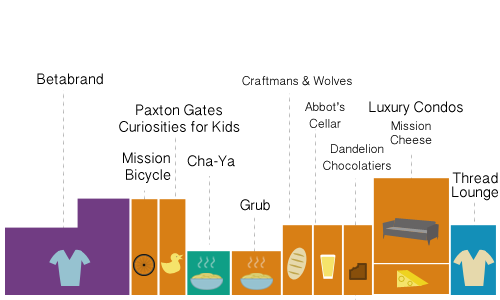 Betabrand
Craftmans & Wolves
Paxton Gates
Curiosities for Kids
Abbot's
Cellar
Luxury Condos
Mission
Cheese
Mission
Bicycle
Cha-Ya
Dandelion
Chocolatiers
Thread
Lounge
Grub